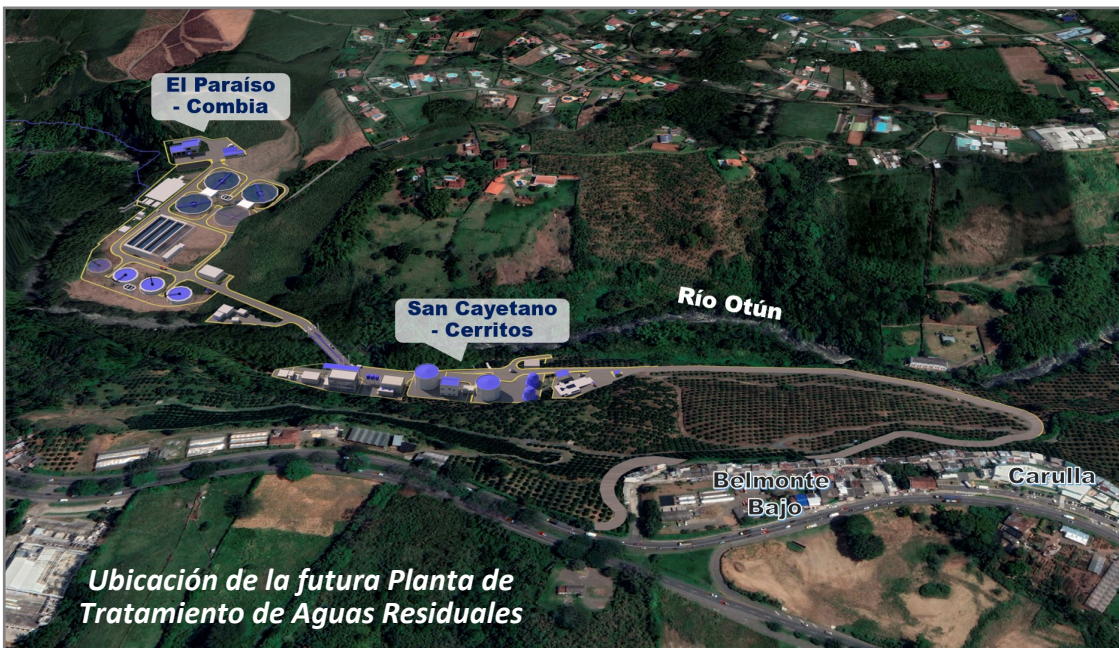 El Paraíso
- Combia
San Cayetano
- Cerritos
Río Otún
Belmonte
Bajo
Carulla
Ubicación de la futura Planta de
Tratamiento de Aguas Residuales